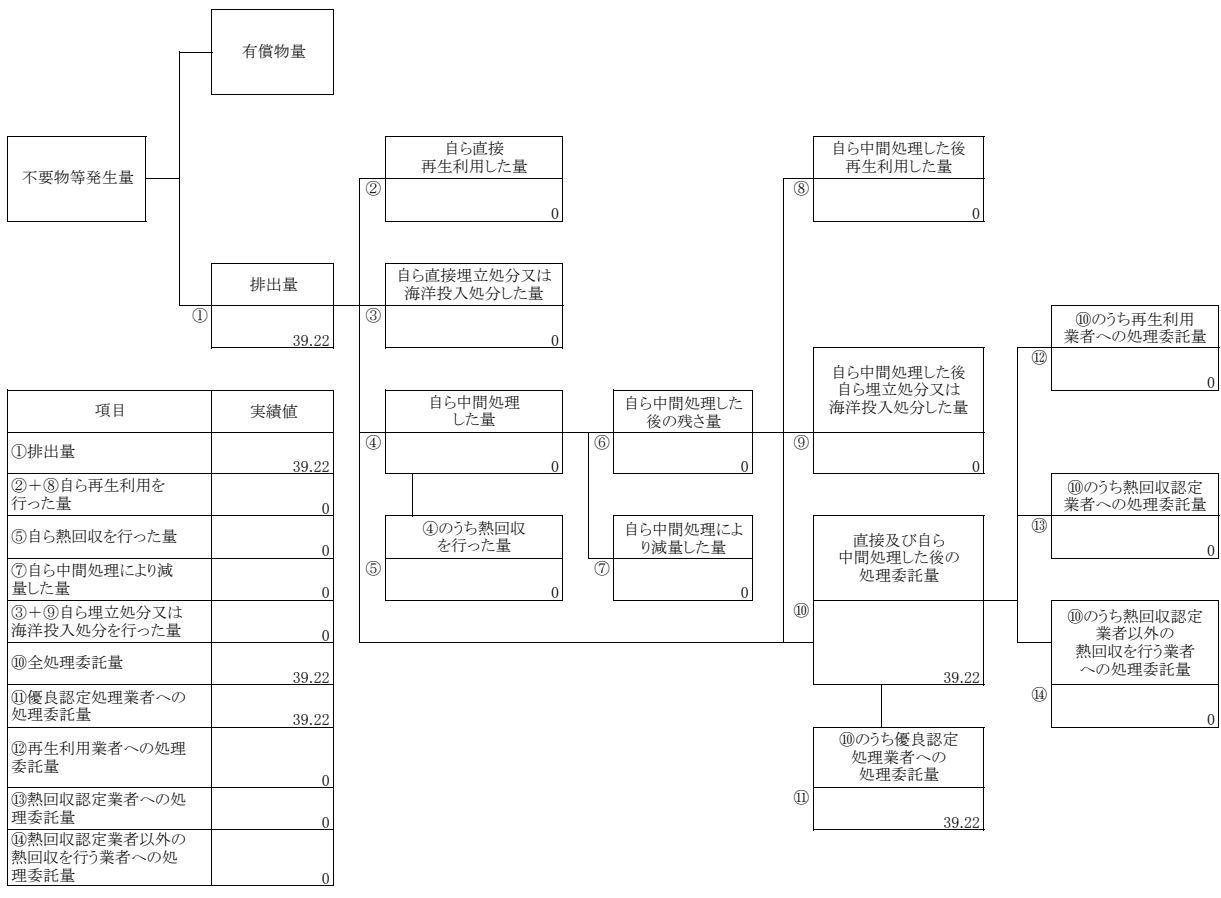 有償物量
不要物等発生量
排出量
①
39.22
自ら直接
再生利用した量
②
0
自ら直接埋立処分又は
海洋投入処分した量
③
0
自ら中間処理
した量
④
0
④のうち熱回収
を行った量
⑤
0
自ら中間処理した
後の残さ量
⑥
0
自ら中間処理によ
り減量した量
⑦
0
自ら中間処理した後
再生利用した量
⑧
0
自ら中間処理した後
自ら埋立処分又は
海洋投入処分した量
⑨
0
直接及び自ら
中間処理した後の
処理委託量
⑩
39.22
⑩のうち優良認定
処理業者への
処理委託量
⑪
39.22
⑩のうち再生利用
業者への処理委託量
⑫
0
⑩のうち熱回収認定
業者への処理委託量
⑬
0
⑩のうち熱回収認定
業者以外の
熱回収を行う業者
への処理委託量
⑭
0
項目 実績値
①排出量
39.22
②+⑧自ら再生利用を
行った量
0
⑤自ら熱回収を行った量
0
⑦自ら中間処理により減
量した量
0
③+⑨自ら埋立処分又は
海洋投入処分を行った量
0
⑩全処理委託量
39.22
⑪優良認定処理業者への
処理委託量
39.22
⑫再生利用業者への処理
委託量
0
⑬熱回収認定業者への処
理委託量
0
⑭熱回収認定業者以外の
熱回収を行う業者への処
理委託量
0